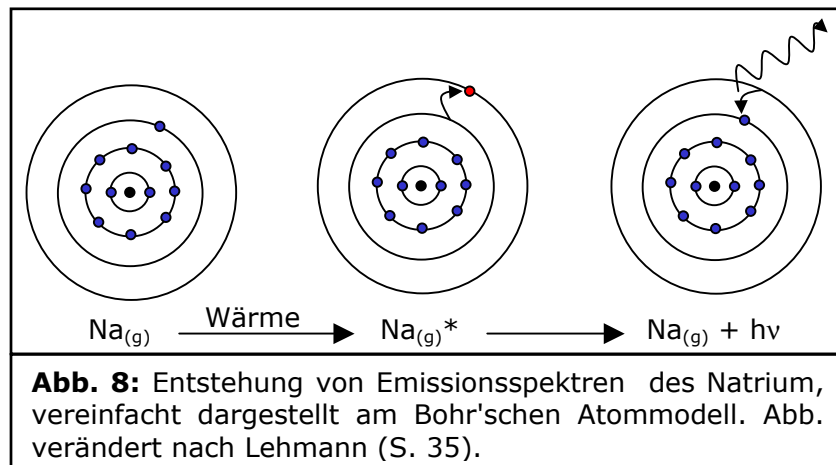 Wärme
Na(g) Na(g)* Na(g) + hν
Abb. 8: Entstehung von Emissionsspektren des Natrium,
vereinfacht dargestellt am Bohr'schen Atommodell. Abb.
verändert nach Lehmann (S. 35).